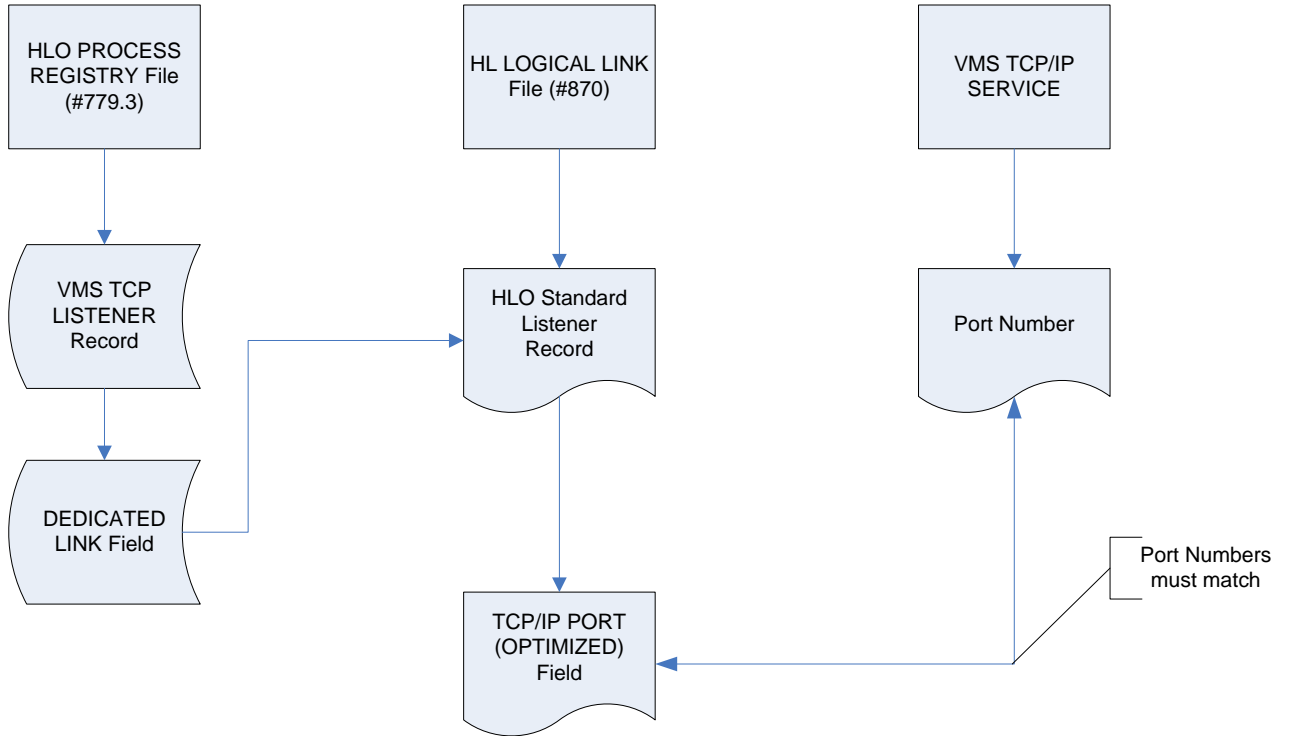 HLO PROCESS
REGISTRY File
(#779.3)
HL LOGICAL LINK
File (#870)
VMS TCP/IP
SERVICE
VMS TCP
LISTENER
Record
HLO Standard
Listener
Record
Port Number
DEDICATED
LINK Field
TCP/IP PORT
(OPTIMIZED)
Field
Port Numbers
must match